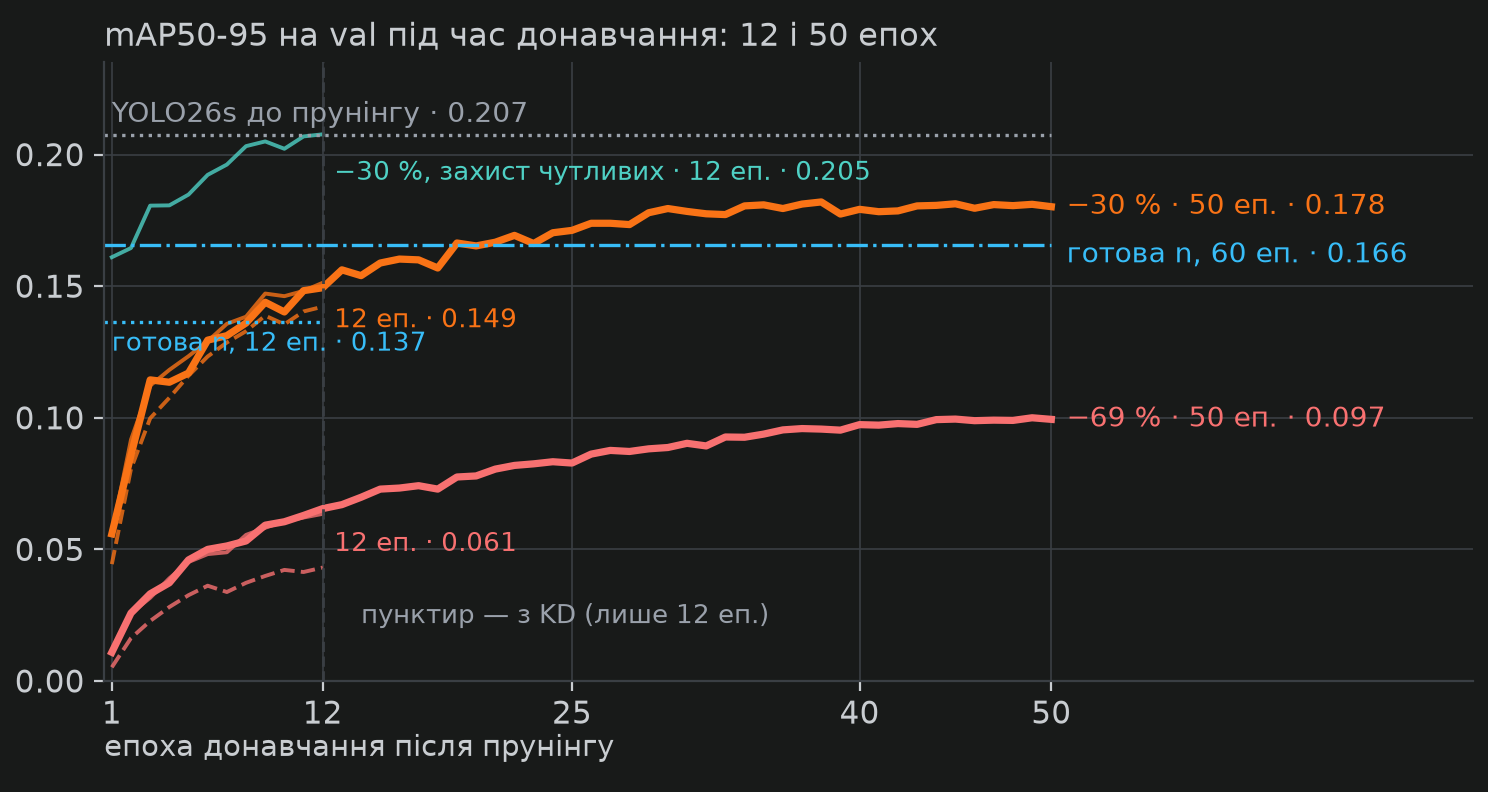 mAP50-95 на val під час донавчання: 12 і 50 епох
YOLO26s до прунінгу · 0.207
0.20
−30 %, захист чутливих · 12 еп. · 0.205
−30 % · 50 еп. · 0.178
готова n, 60 еп. · 0.166
0.15
12 еп. · 0.149
готова n, 12 еп. · 0.137
0.10
−69 % · 50 еп. · 0.097
0.05
12 еп. · 0.061
пунктир — з KD (лише 12 еп.)
0.00
1 12 25 40 50
епоха донавчання після прунінгу